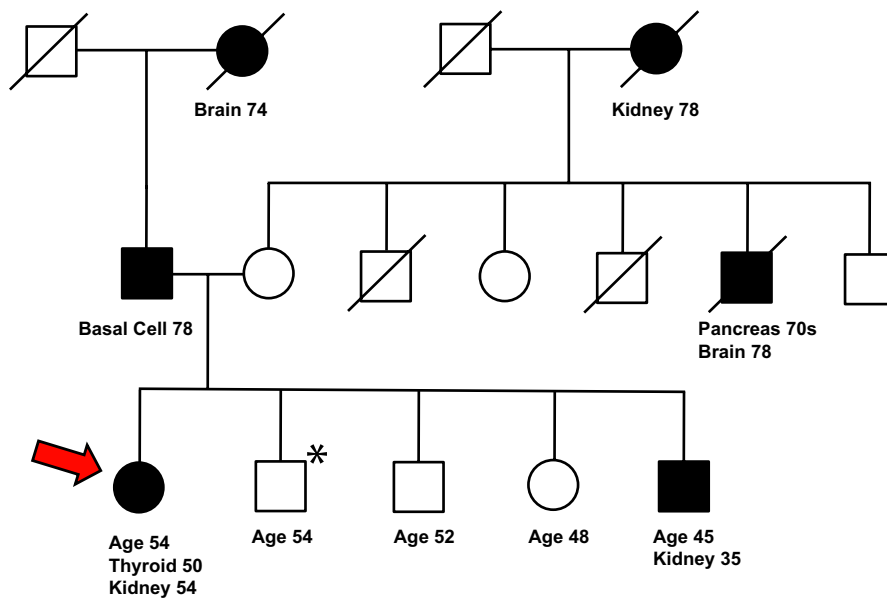 Brain 74
Kidney 78
Basal Cell 78
Pancreas 70s
Brain 78
*
Age 54
Thyroid 50
Kidney 54
Age 54
Age 52
Age 48
Age 45
Kidney 35